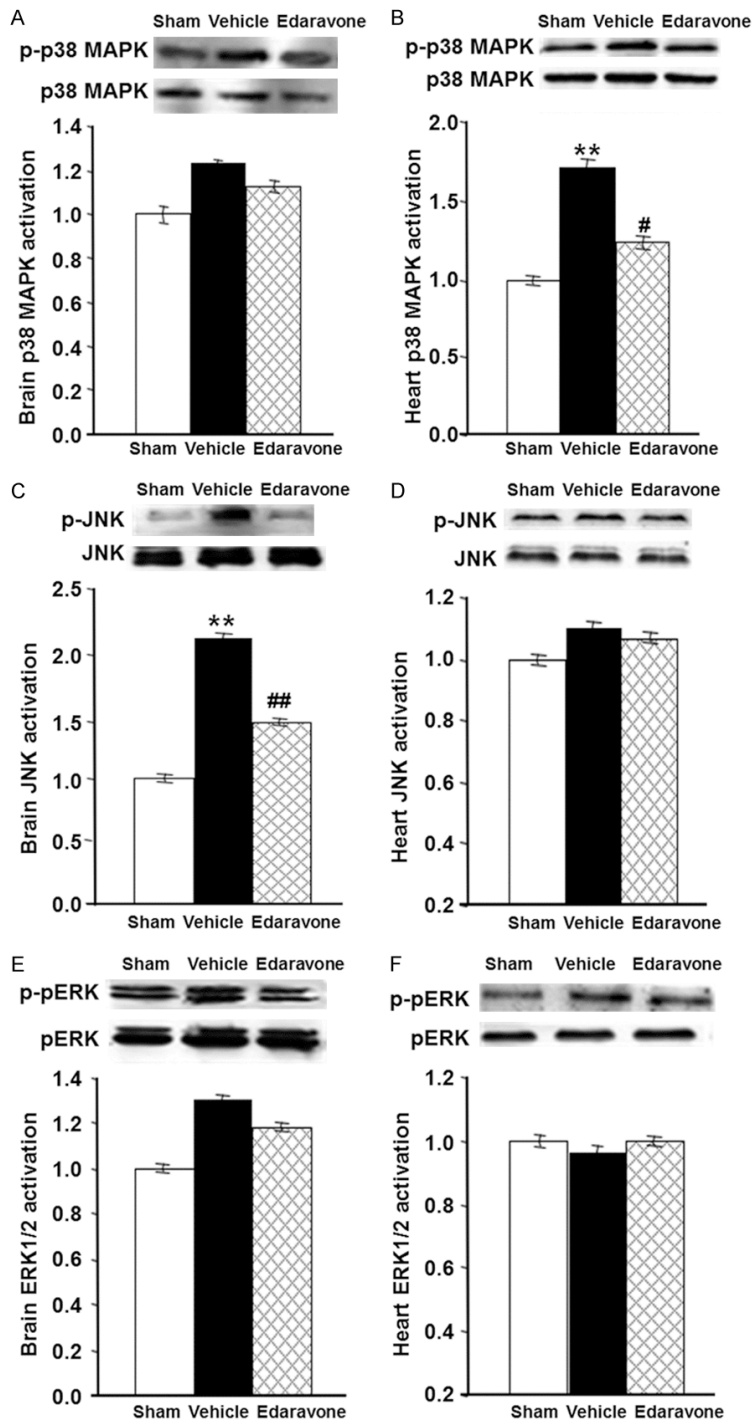 A
Sham Vehicle Edaravone
p-p38 MAPK
p38 MAPK
Brain p38 MAPK activation
1.4
1.2
1.0
1.2
0.8
0.6
0.4
1.2
0.0
Sham Vehicle Edaravone
B
Sham Vehicle Edaravone
p-p38 MAPK
p38 MAPK
Heart p38 MAPK activation
2.0
1.5
1.0
0.5
0.0
**
#
Sham Vehicle Edaravone
C
Sham Vehicle Edaravone
p-JNK
JNK
Brain JNK activation
2.5
2.0
1.5
1.0
0.5
0.0
**
##
Sham Vehicle Edaravone
D
Sham Vehicle Edaravone
p-JNK
JNK
Heart JNK activation
1.2
1.0
0.8
0.6
0.4
0.2
Sham Vehicle Edaravone
E
Sham Vehicle Edaravone
p-pERK
pERK
Brain ERK1/2 activation
1.4
1.2
1.0
1.2
0.8
0.6
0.4
1.2
0.0
Sham Vehicle Edaravone
F
Sham Vehicle Edaravone
p-pERK
pERK
Heart ERK1/2 activation
1.2
1.0
0.8
0.6
0.4
0.2
Sham Vehicle Edaravone